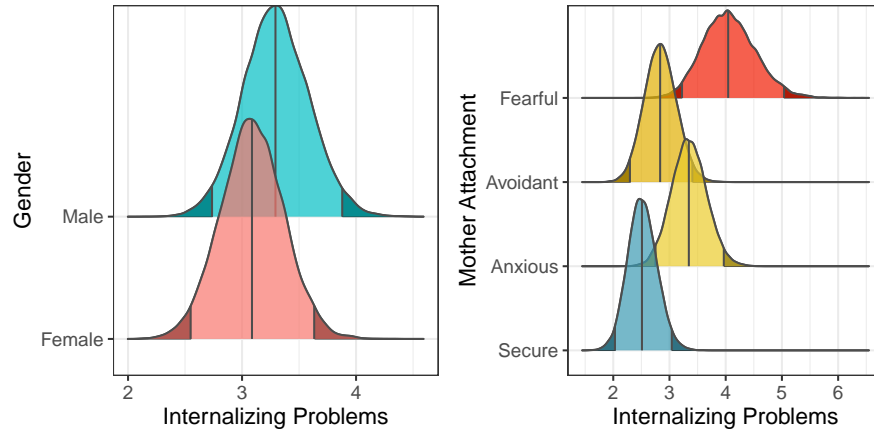 Gender
Male
Female
2 3 4
Internalizing Problems
Mother Attachment
Fearful
Avoidant
Anxious
Secure
2 3 4 5 6
Internalizing Problems